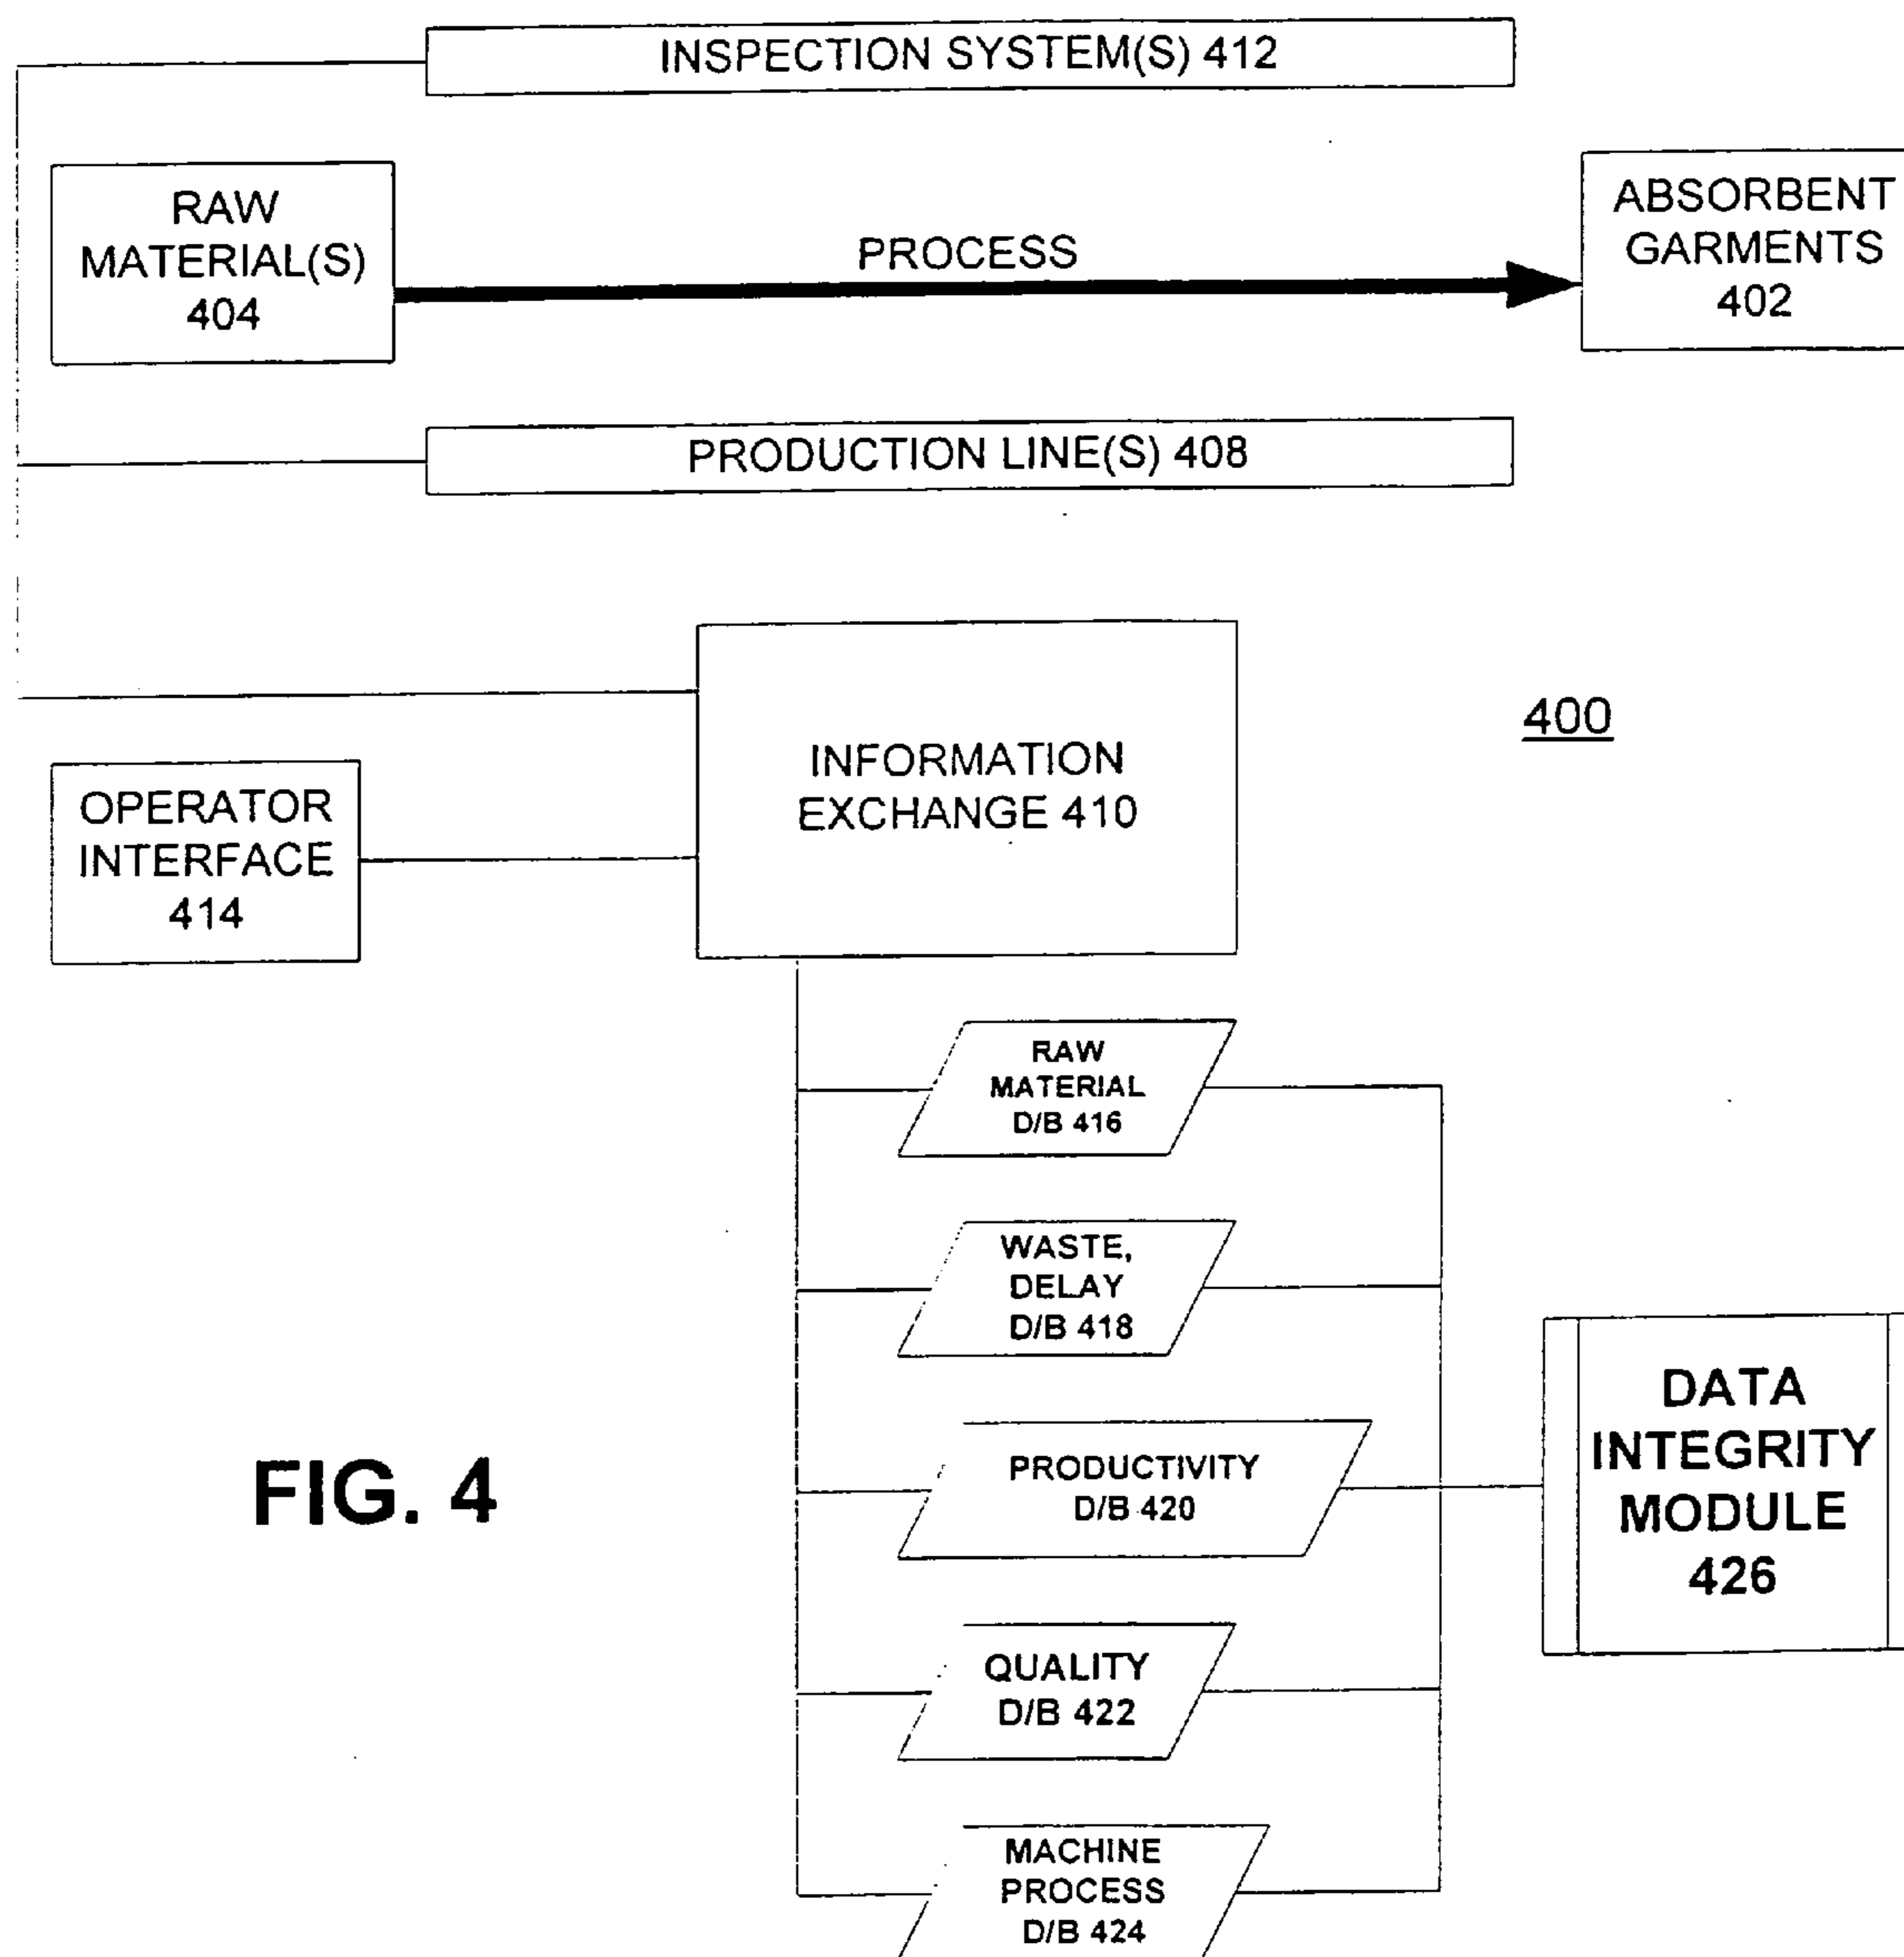 INSPECTION SYSTEM(S) 412
RAW
MATERIAL(S)
404
PROCESS
ABSORBENT
GARMENTS
402
PRODUCTION LINE(S) 408
INFORMATION
EXCHANGE 410
400
OPERATOR
INTERFACE
414
RAW
MATERIAL
D/B 416
WASTE,
DELAY
D/B 418
PRODUCTIVITY
D/B 420
QUALITY
D/B 422
MACHINE
PROCESS
D/B 424
DATA
INTEGRITY
MODULE
426
FIG. 4